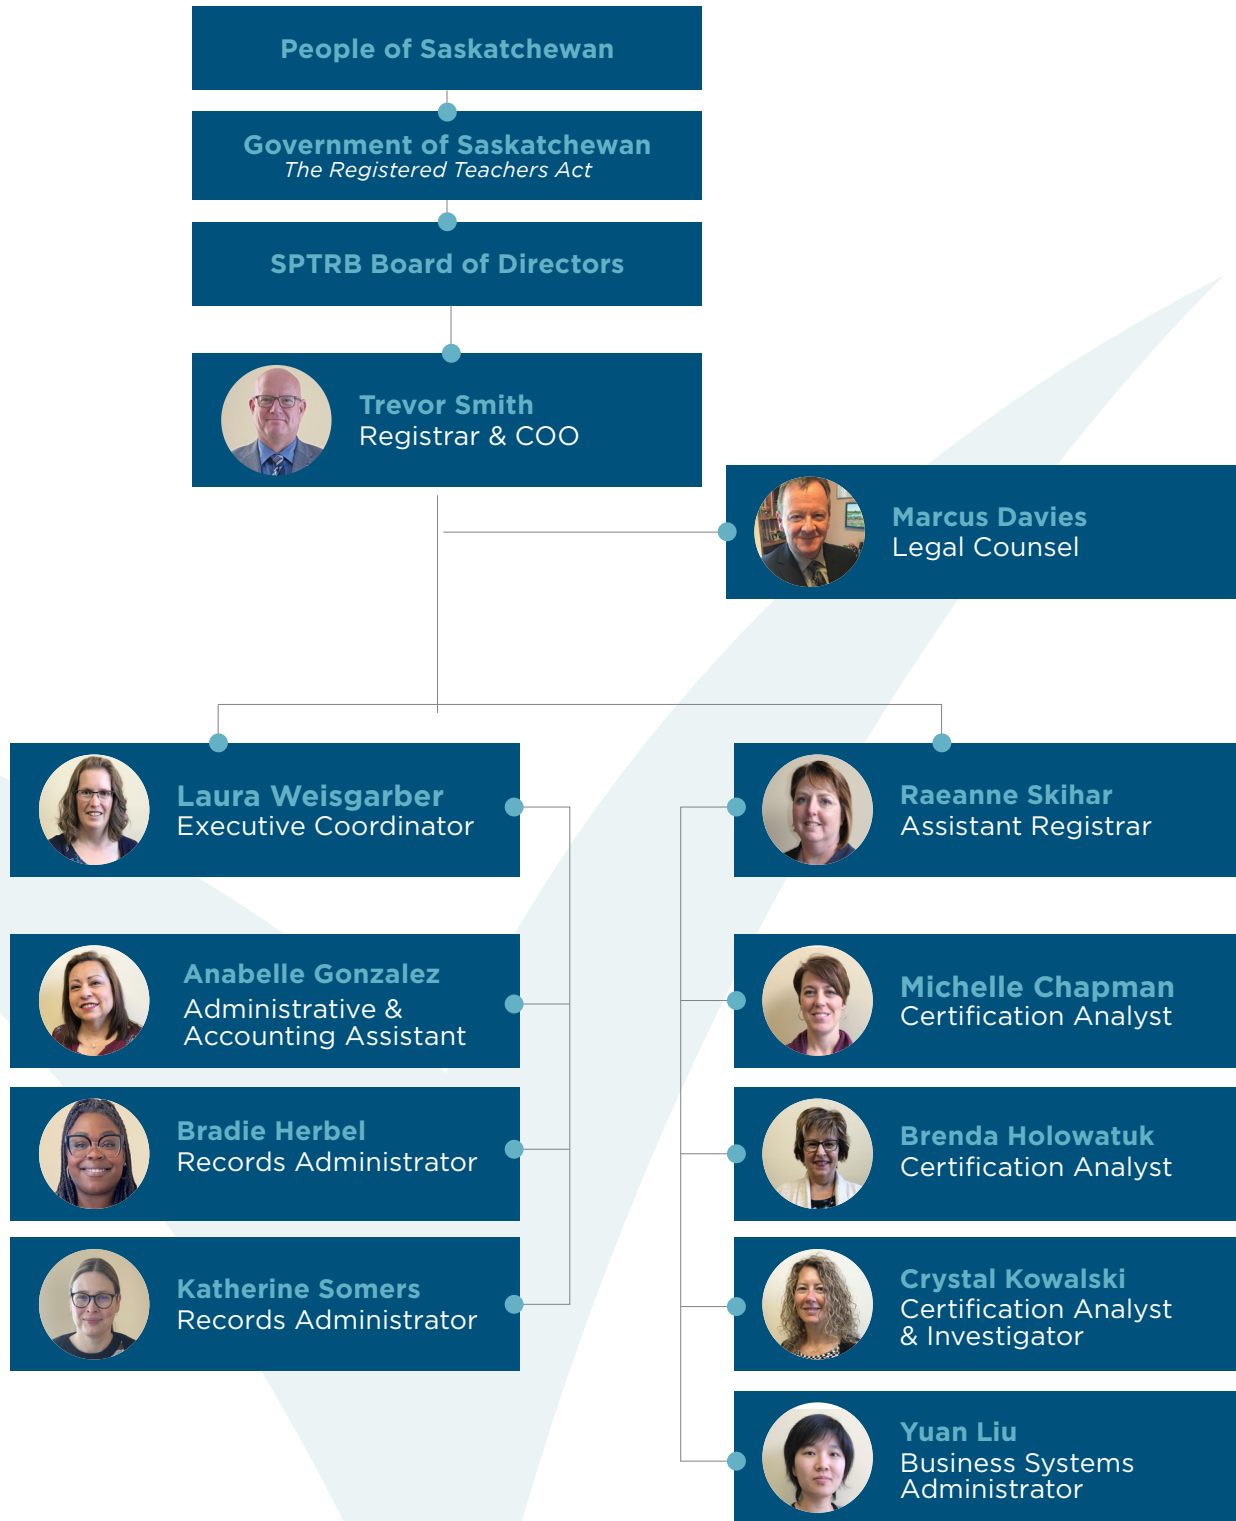 People of Saskatchewan
Government of Saskatchewan
The Registered Teachers Act
SPTRB Board of Directors
Trevor Smith
Registrar & COO
Marcus Davies
Legal Counsel
Laura Weisgarber
Executive Coordinator
Anabelle Gonzalez
Administrative &
Accounting Assistant
Bradie Herbel
Records Administrator
Katherine Somers
Records Administrator
Raeanne Skihar
Assistant Registrar
Michelle Chapman
Certification Analyst
Brenda Holowatuk
Certification Analyst
Crystal Kowalski
Certification Analyst
& Investigator
Yuan Liu
Business Systems
Administrator